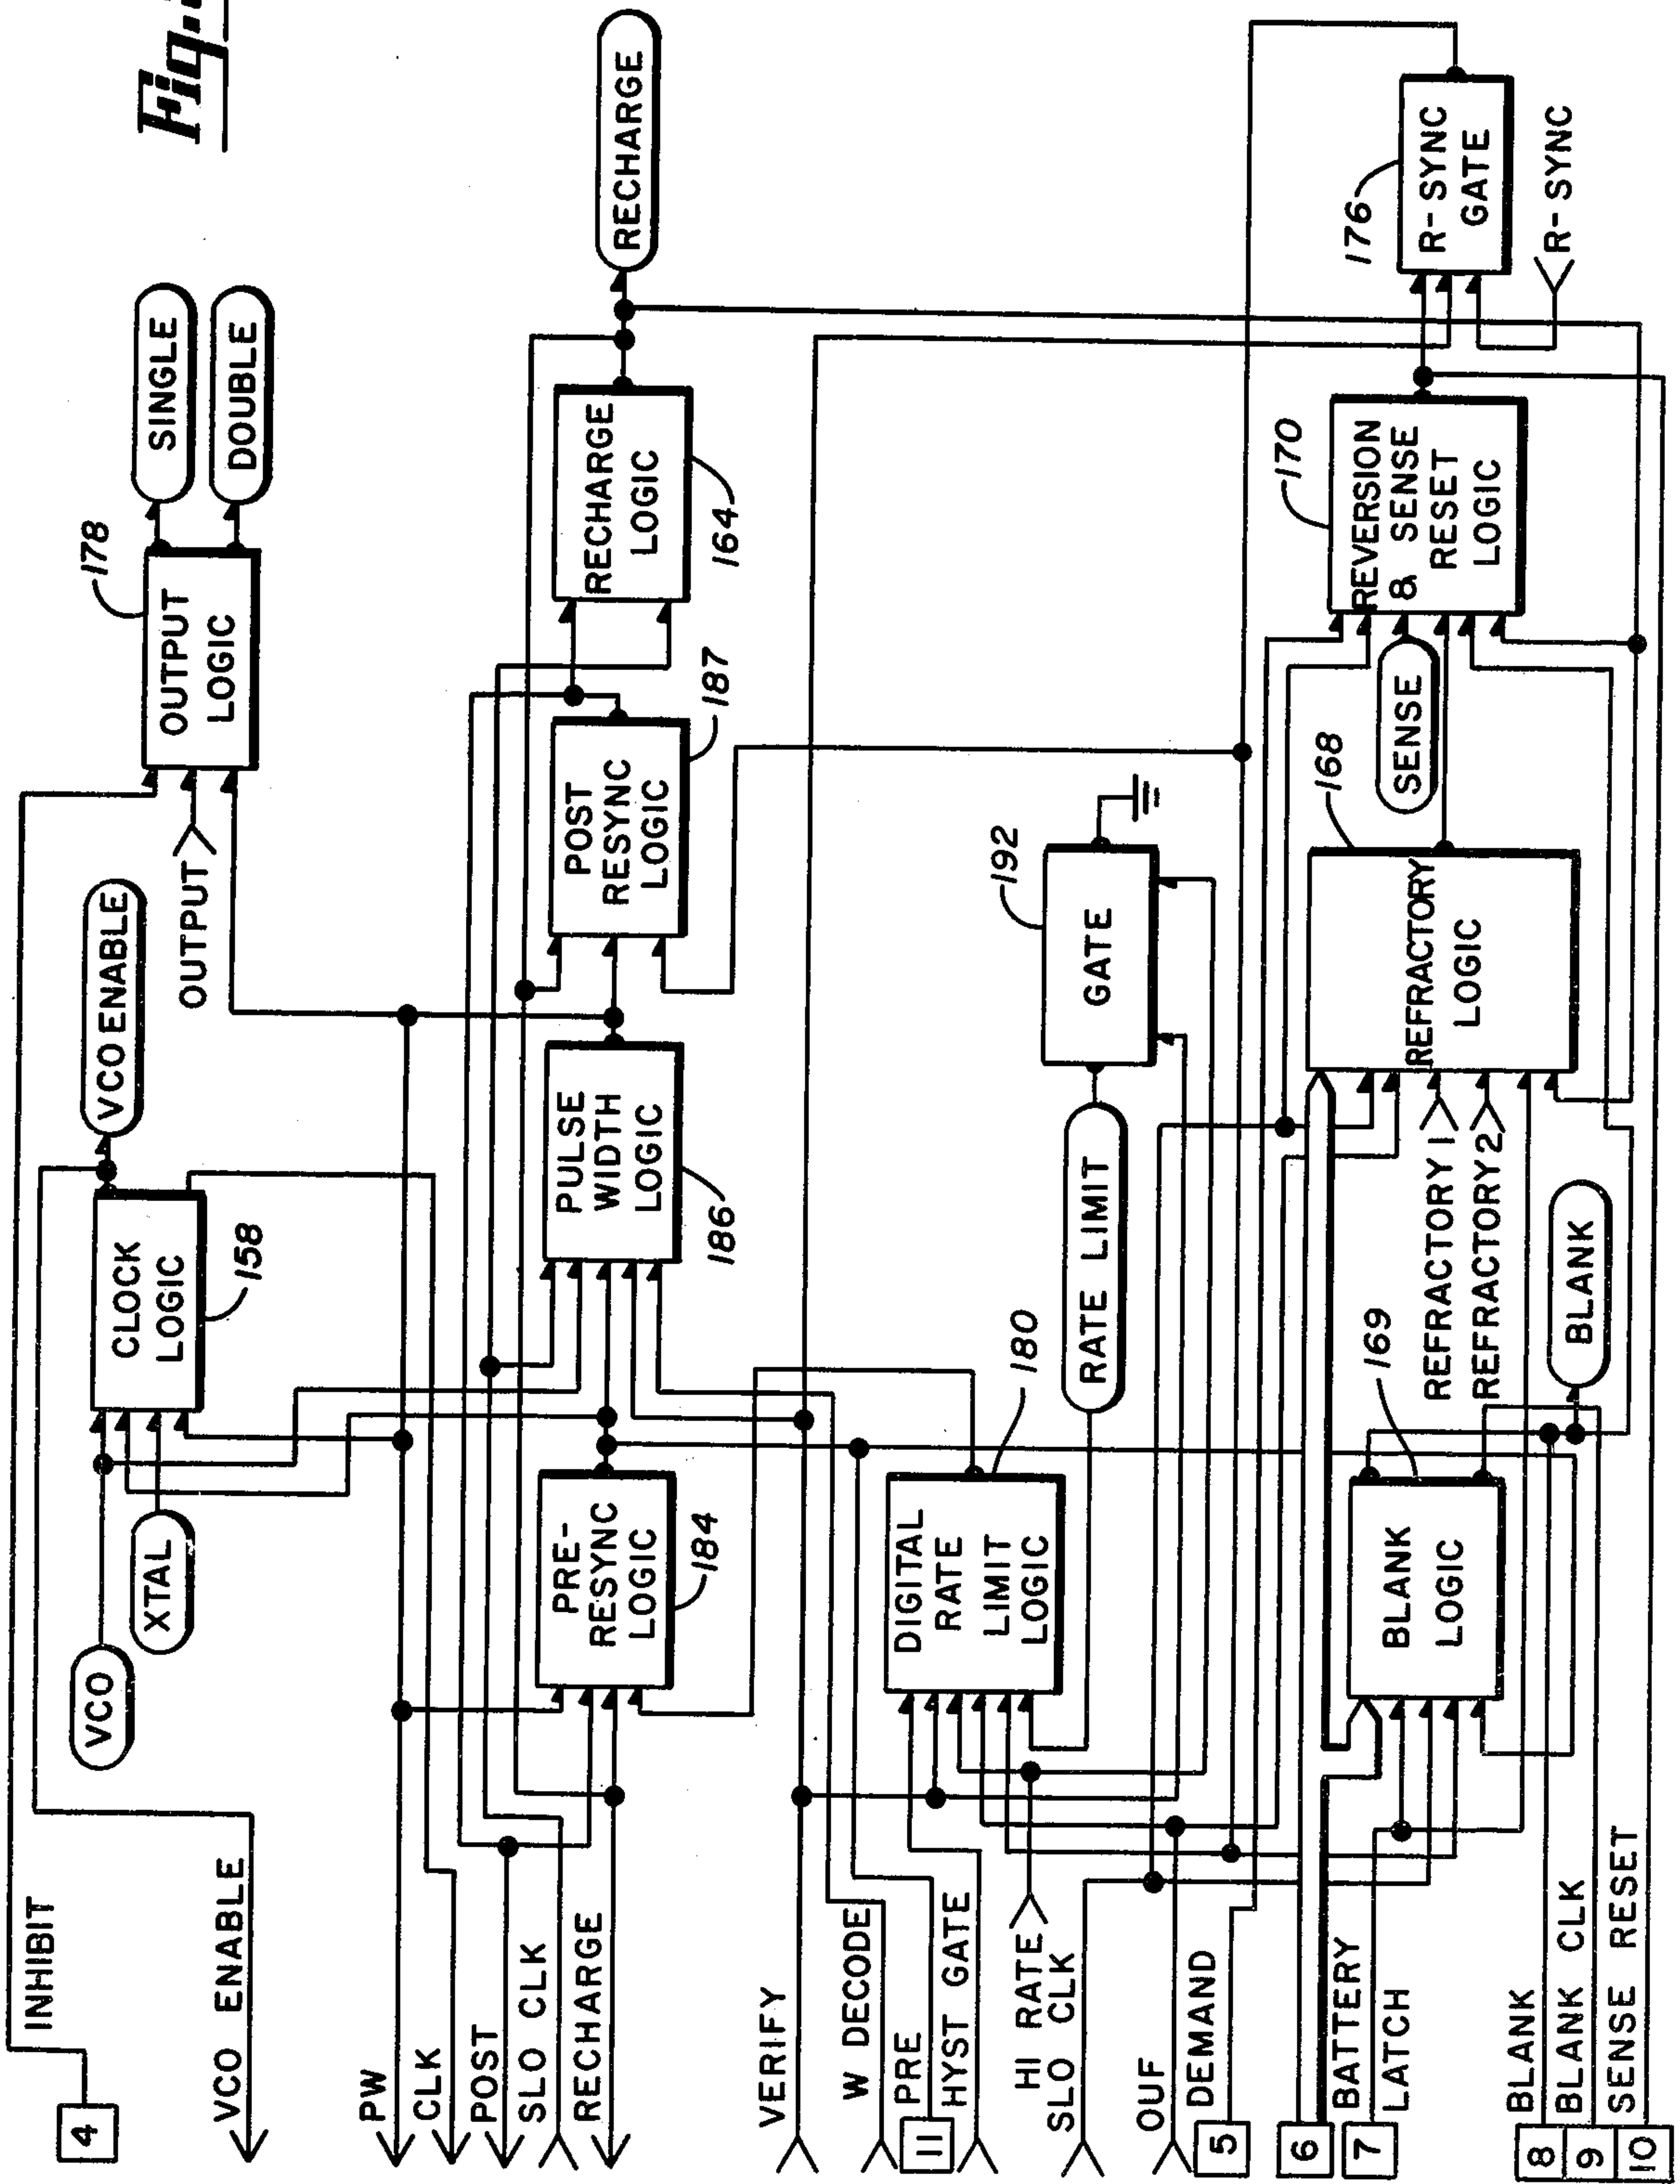 Fig.
4
INHIBIT
VCO ENABLE
VCO
XTAL
CLOCK
LOGIC
158
VCO ENABLE
OUTPUT
OUTPUT
LOGIC
178
SINGLE
DOUBLE
PW
CLK
POST
SLO CLK
RECHARGE
PRE-
RESYNC
LOGIC
184
PULSE
WIDTH
LOGIC
186
POST
RESYNC
LOGIC
187
RECHARGE
LOGIC
164
RECHARGE
VERIFY
W DECODE
11
PRE
HYST GATE
HI RATE
SLO CLK
OUF
5
DEMAND
DIGITAL
RATE
LIMIT
LOGIC
180
RATE LIMIT
GATE
192
6
7
BATTERY
LATCH
BLANK
LOGIC
169
REFRACTORY 1
REFRACTORY 2
BLANK
REFRACTORY
LOGIC
168
SENSE
REVERSION
& SENSE
RESET
LOGIC
170
R-SYNC
GATE
176
R-SYNC
8
BLANK
9
BLANK CLK
10
SENSE RESET